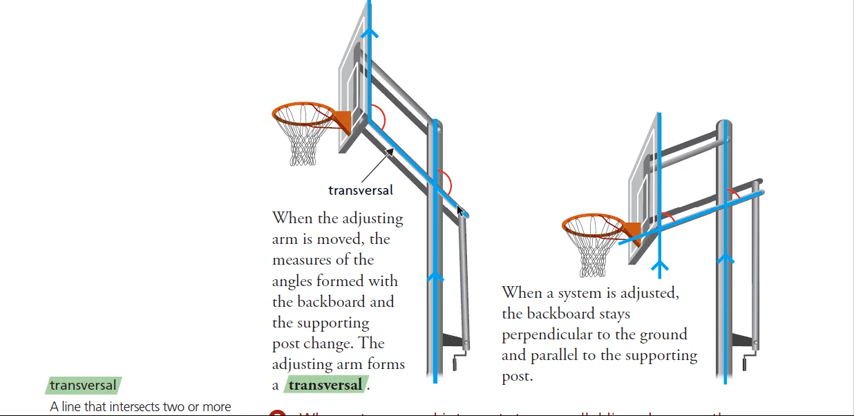 transversal
When the adjusting
arm is moved, the
measures of the
angles formed with
the backboard and
the supporting
post change. The
adjusting arm forms
a transversal.
When a system is adjusted,
the backboard stays
perpendicular to the ground
and parallel to the supporting
post.
transversal
A line that intersects two or more